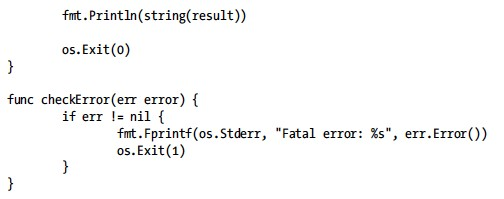 fmt.Println(string(result))
os.Exit(0)
}
func checkError(err error) {
if err != nil {
fmt.Fprintf(os.Stderr, "Fatal error: %s", err.Error())
os.Exit(1)
}
}